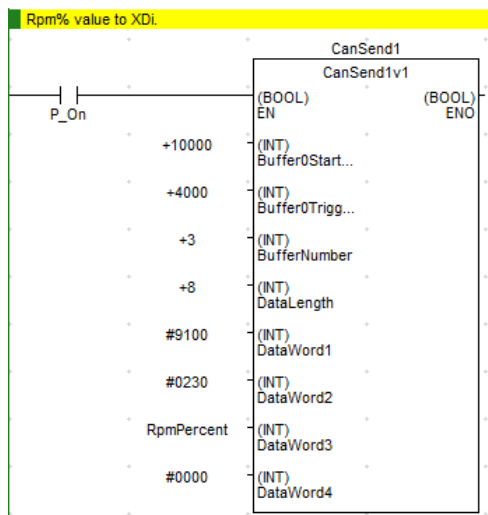 Rpm% value to XDi.
CanSend1
CanSend1v1
(BOOL) (BOOL)
P_On EN ENO
+10000 (INT)
Buffer0Start...
+4000 (INT)
Buffer0Trigg...
+3 (INT)
BufferNumber
+8 (INT)
DataLength
#9100 (INT)
DataWord1
#0230 (INT)
DataWord2
RpmPercent (INT)
DataWord3
#0000 (INT)
DataWord4